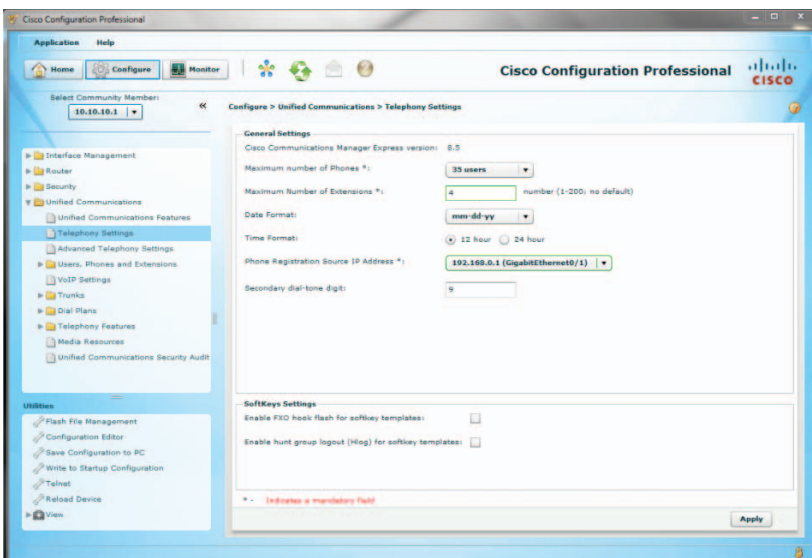 Cisco Configuration Professional
Application Help
Home Configure Monitor
Cisco Configuration Professional
CISCO
Select Community Member:
10.10.10.1
«
Configure > Unified Communications > Telephony Settings
Interface Management
Router
Security
Unified Communications
Unified Communications Features
Telephony Settings
Advanced Telephony Settings
Users, Phones and Extensions
VoIP Settings
Trunks
Dial Plans
Telephony Features
Media Resources
Unified Communications Security Audit
Utilities
Flash File Management
Configuration Editor
Save Configuration to PC
Write to Startup Configuration
Telnet
Reload Device
View
General Settings
Cisco Communications Manager Express version: 8.5
Maximum number of Phones *: 35 users
Maximum Number of Extensions *: 4 number (1-200; no default)
Date Format: mm-dd-yy
Time Format: 12 hour 24 hour
Phone Registration Source IP Address *: 192.168.0.1 (GigabitEthernet0/1)
Secondary dial-tone digit: 9
SoftKeys Settings
Enable FXO hook flash for softkey templates:
Enable hunt group logout (Hlog) for softkey templates:
* - Indicates a mandatory field
Apply